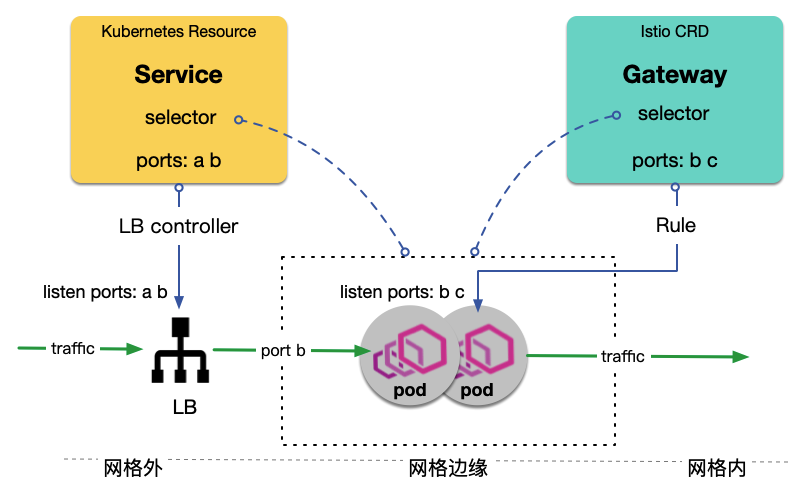 Kubernetes Resource
Service
selector
ports: a b
Istio CRD
Gateway
selector
ports: b c
LB controller
Rule
listen ports: a b
listen ports: b c
traffic
port b
traffic
pod
pod
LB
网格外
网格边缘
网格内